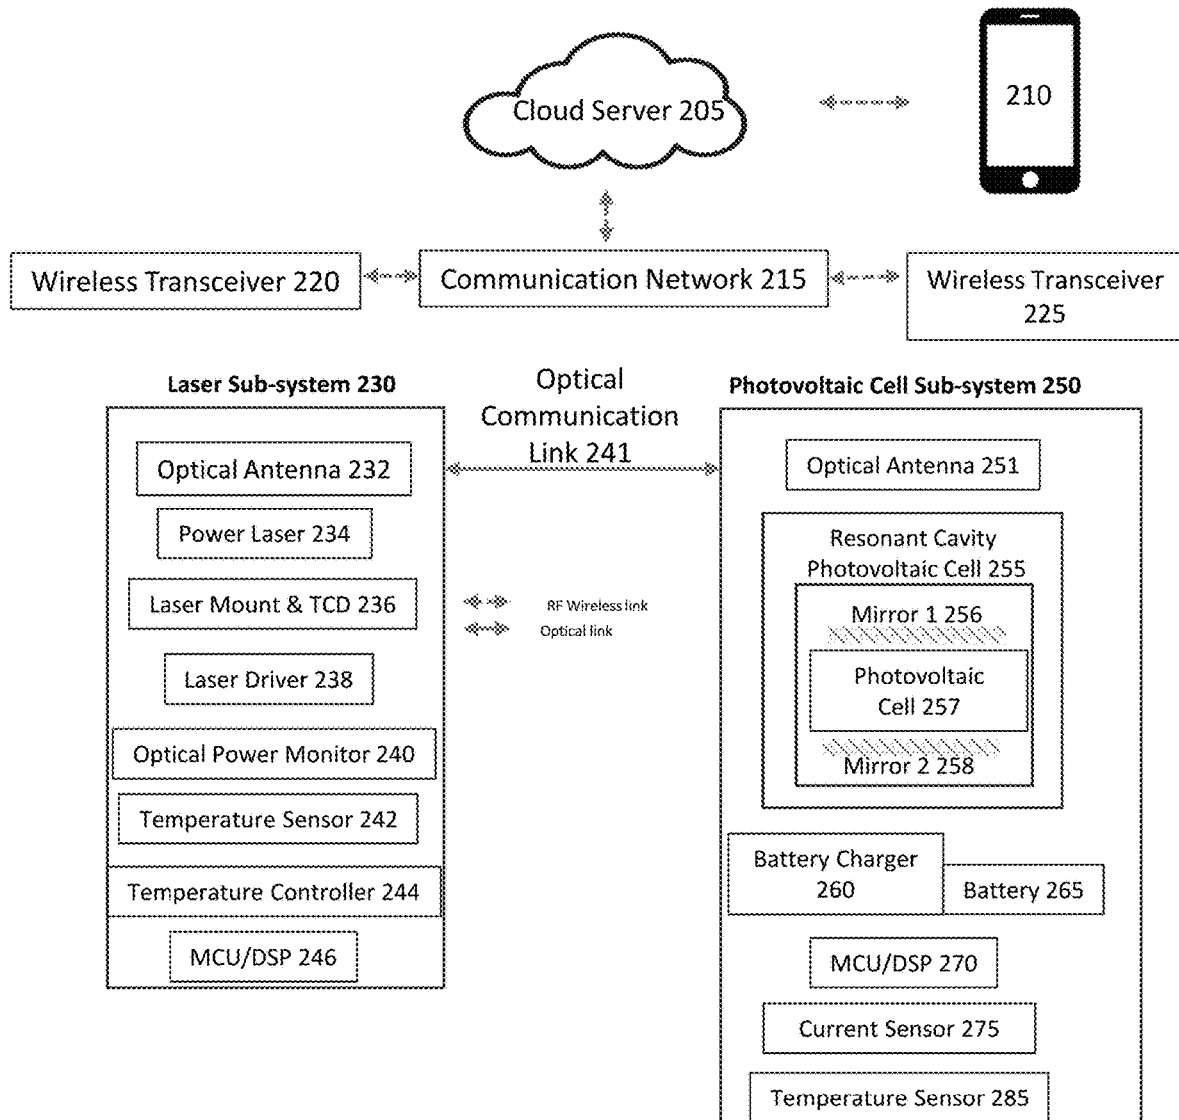 Cloud Server 205
210
Wireless Transceiver 220
Communication Network 215
Wireless Transceiver
225
Laser Sub-system 230
Optical
Communication
Link 241
Photovoltaic Cell Sub-system 250
Optical Antenna 232
Power Laser 234
Laser Mount & TCD 236
Laser Driver 238
Optical Power Monitor 240
Temperature Sensor 242
Temperature Controller 244
MCU/DSP 246
RF Wireless link
Optical link
Optical Antenna 251
Resonant Cavity
Photovoltaic Cell 255
Mirror 1 256
Photovoltaic
Cell 257
Mirror 2 258
Battery Charger
260
Battery 265
MCU/DSP 270
Current Sensor 275
Temperature Sensor 285